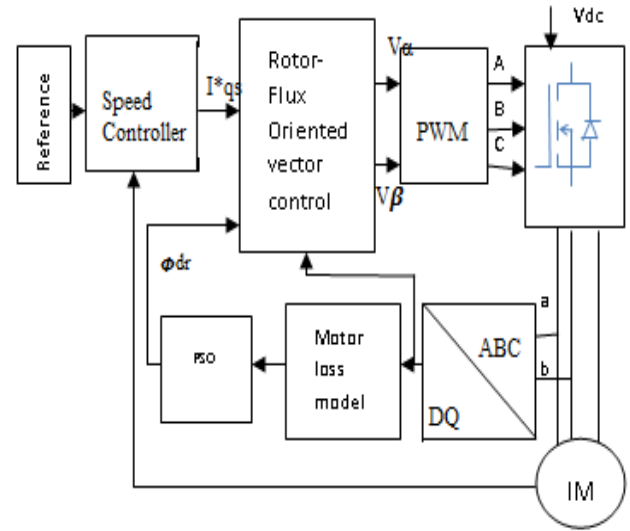 Vdc
Reference
Speed
Controller
I*qs
Rotor-
Flux
Oriented
vector
control
Vα
Vβ
PWM
A
B
C
ϕdr
PSO
Motor
loss
model
ABC
DQ
a
b
IM